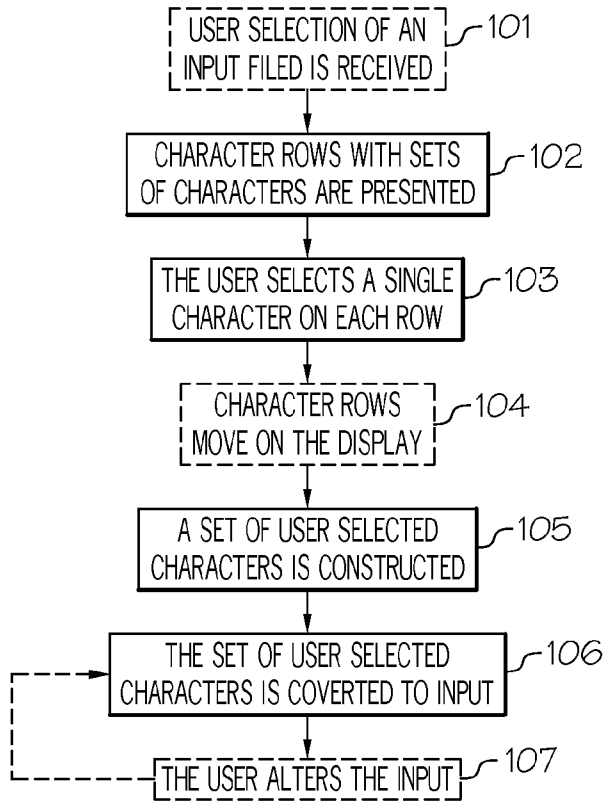 USER SELECTION OF AN
INPUT FILED IS RECEIVED
101
CHARACTER ROWS WITH SETS
OF CHARACTERS ARE PRESENTED
102
THE USER SELECTS A SINGLE
CHARACTER ON EACH ROW
103
CHARACTER ROWS
MOVE ON THE DISPLAY
104
A SET OF USER SELECTED
CHARACTERS IS CONSTRUCTED
105
THE SET OF USER SELECTED
CHARACTERS IS COVERTED TO INPUT
106
THE USER ALTERS THE INPUT
107